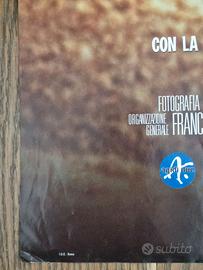 CON LA
FOTOGRAFIA
ORGANIZZAZIONE
GENERALE FRANC
subito